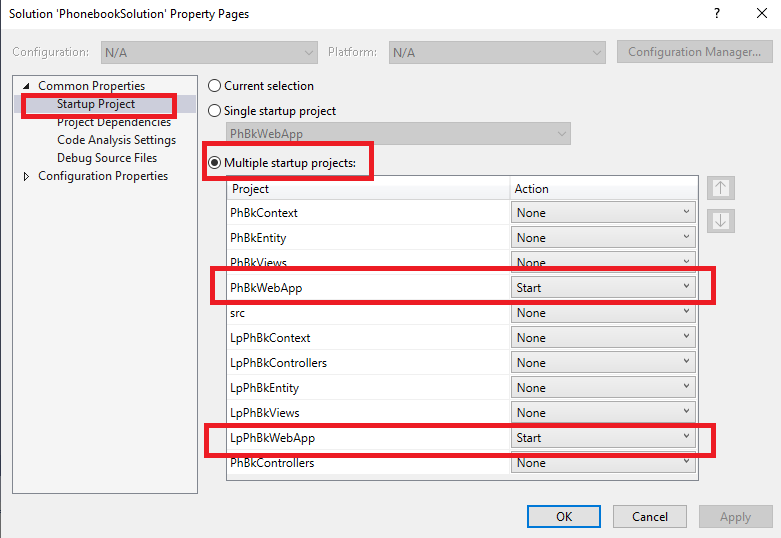 Solution 'PhonebookSolution' Property Pages ? ×
Configuration: N/A Platform: N/A Configuration Manager...
Common Properties
Startup Project
Project Dependencies
Code Analysis Settings
Debug Source Files
Configuration Properties
Current selection
Single startup project
PhBkWebApp
Multiple startup projects:
Project Action
PhBkContext None
PhBkEntity None
PhBkViews None
PhBkWebApp Start
src None
LpPhBkContext None
LpPhBkControllers None
LpPhBkEntity None
LpPhBkViews None
LpPhBkWebApp Start
PhBkControllers None
OK Cancel Apply